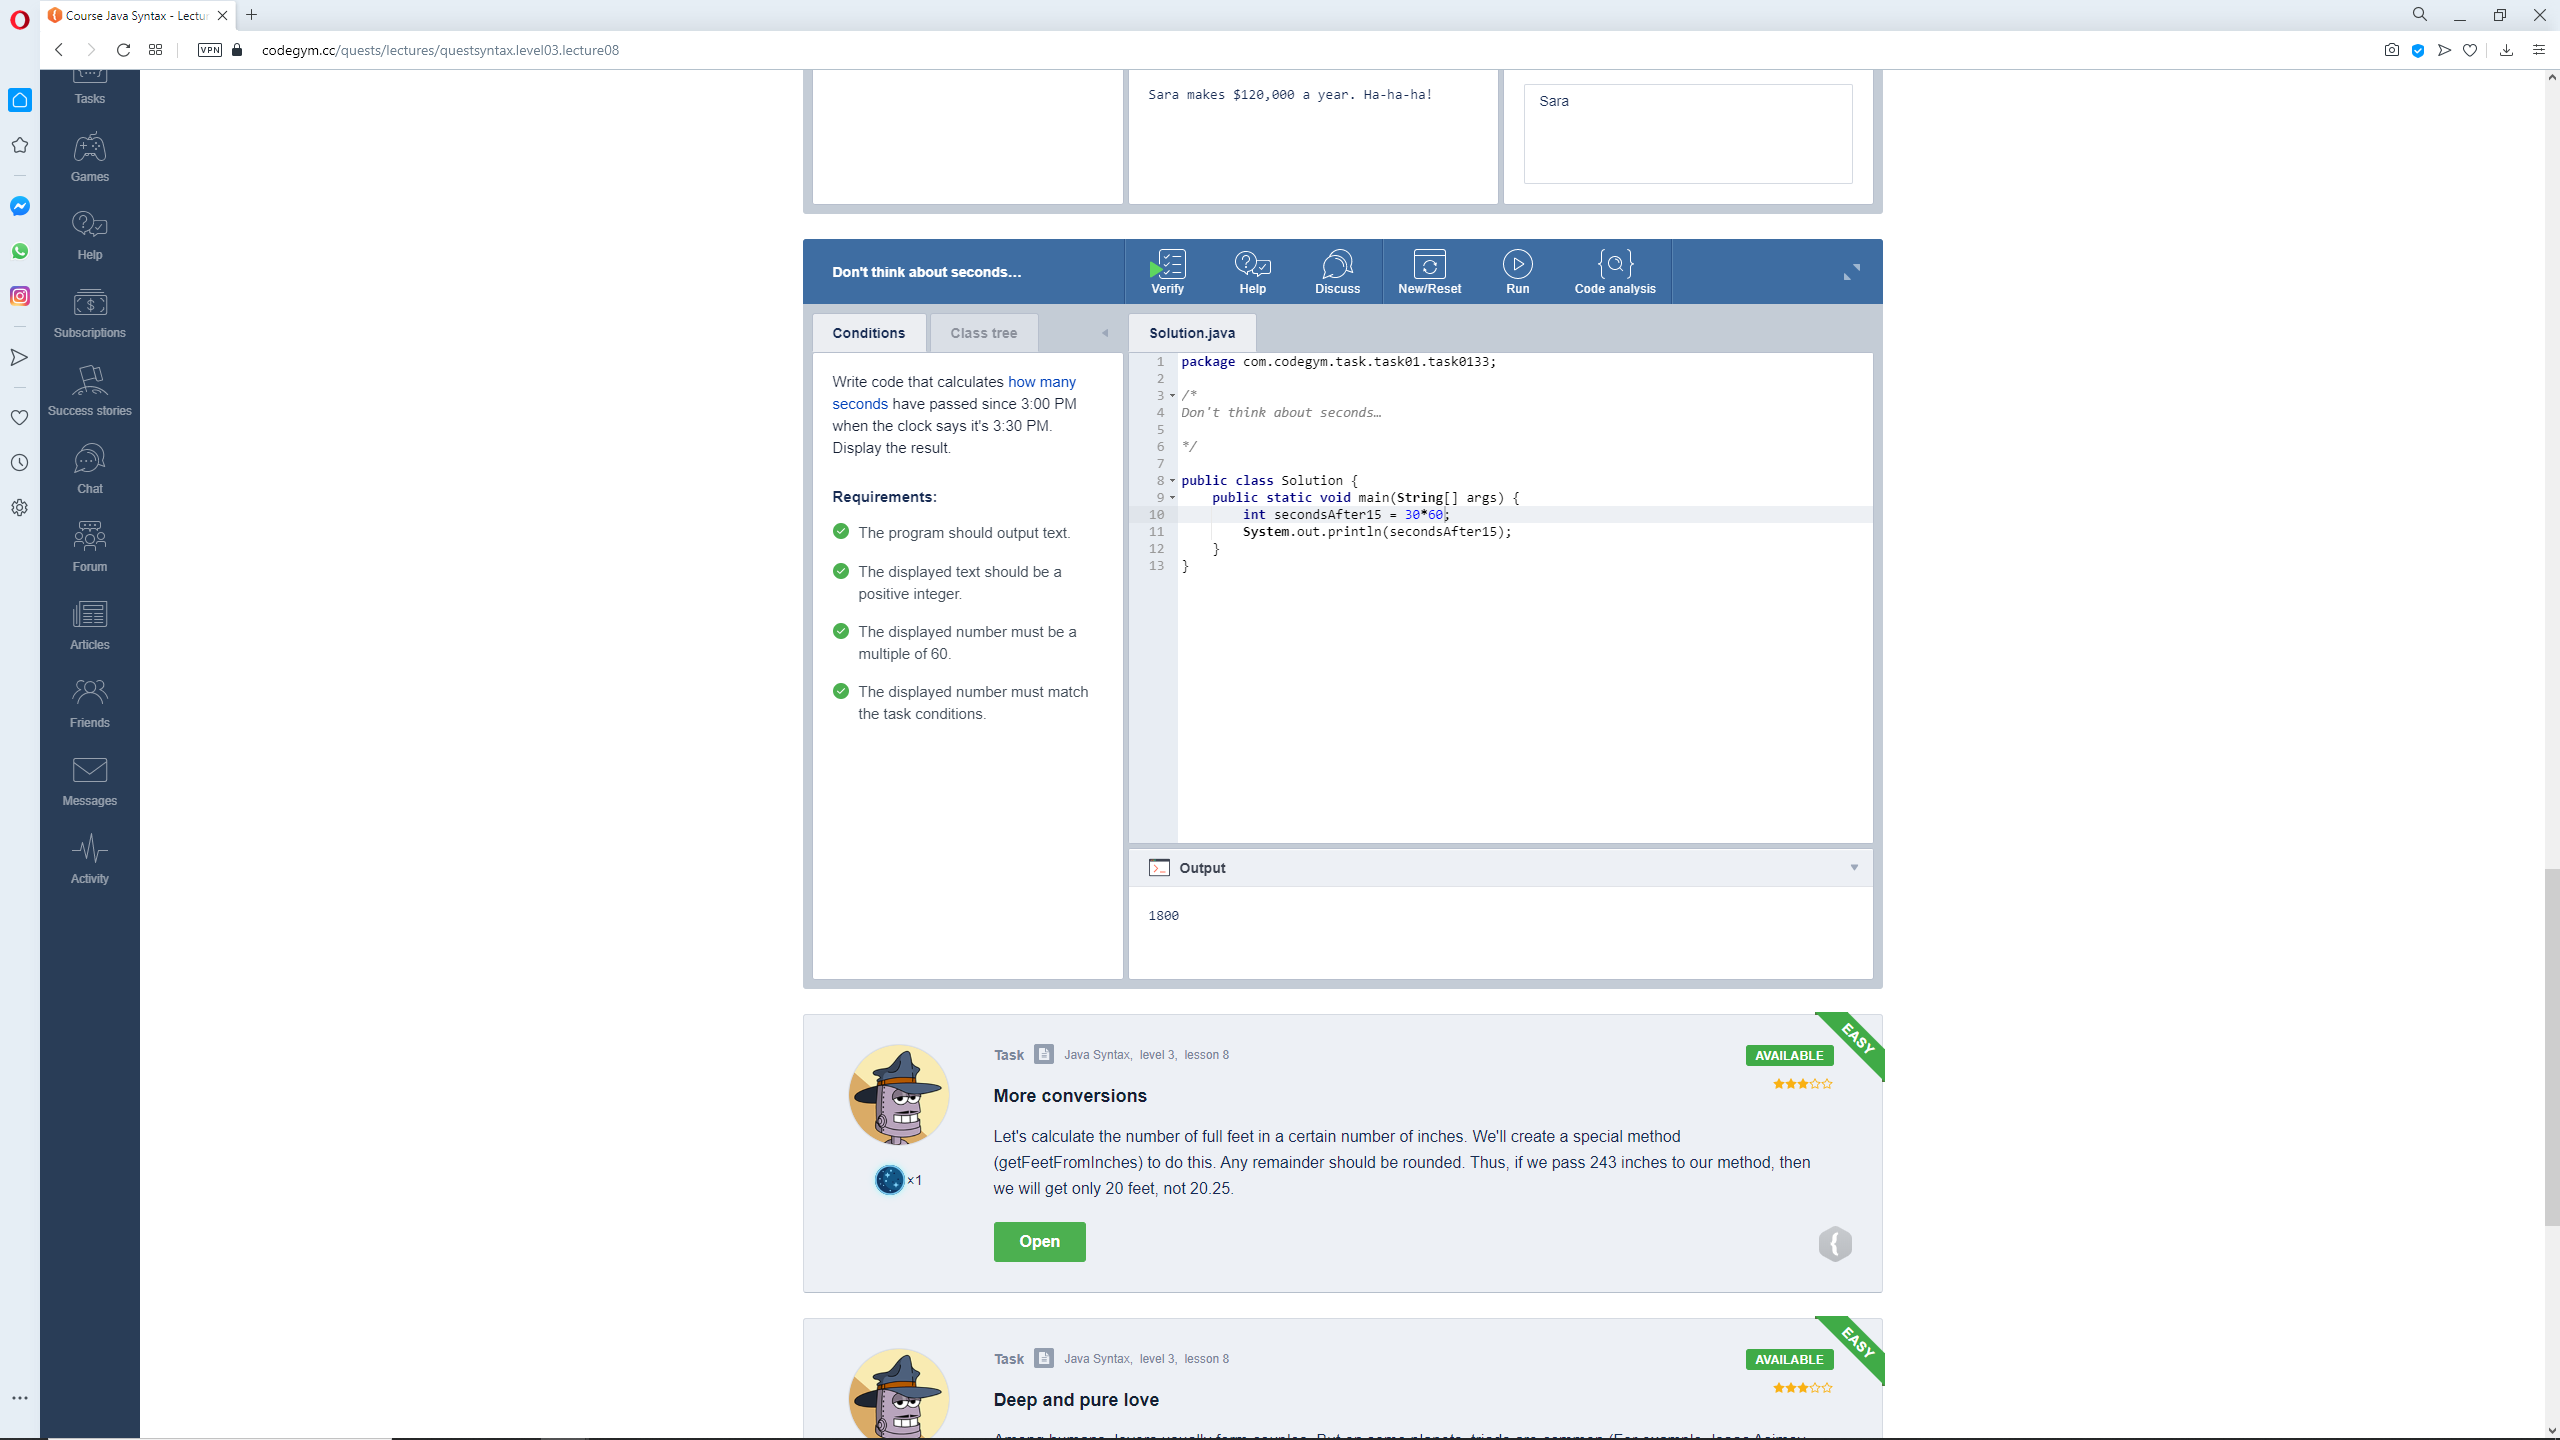 Course Java Syntax - Lectu
VPN
codegym.cc/quests/lectures/questsyntax.level03.lecture08
Tasks
Games
Help
Subscriptions
Success stories
Chat
Forum
Articles
Friends
Messages
Activity
Sara makes $120,000 a year. Ha-ha-ha!
Sara
Don't think about seconds…
Verify
Help
Discuss
New/Reset
Run
Code analysis
Conditions
Class tree
Solution.java
Write code that calculates how many
seconds have passed since 3:00 PM
when the clock says it's 3:30 PM.
Display the result.
Requirements:
The program should output text.
The displayed text should be a
positive integer.
The displayed number must be a
multiple of 60.
The displayed number must match
the task conditions.
1 package com.codegym.task.task01.task0133;
2
3 /*
4 Don't think about seconds…
5
6 */
7
8 public class Solution {
9 public static void main(String[] args) {
10 int secondsAfter15 = 30*60;
11 System.out.println(secondsAfter15);
12 }
13 }
Output
1800
Task Java Syntax, level 3, lesson 8
AVAILABLE
EASY
More conversions
Let's calculate the number of full feet in a certain number of inches. We'll create a special method
(getFeetFromInches) to do this. Any remainder should be rounded. Thus, if we pass 243 inches to our method, then
we will get only 20 feet, not 20.25.
×1
Open
Task Java Syntax, level 3, lesson 8
AVAILABLE
EASY
Deep and pure love